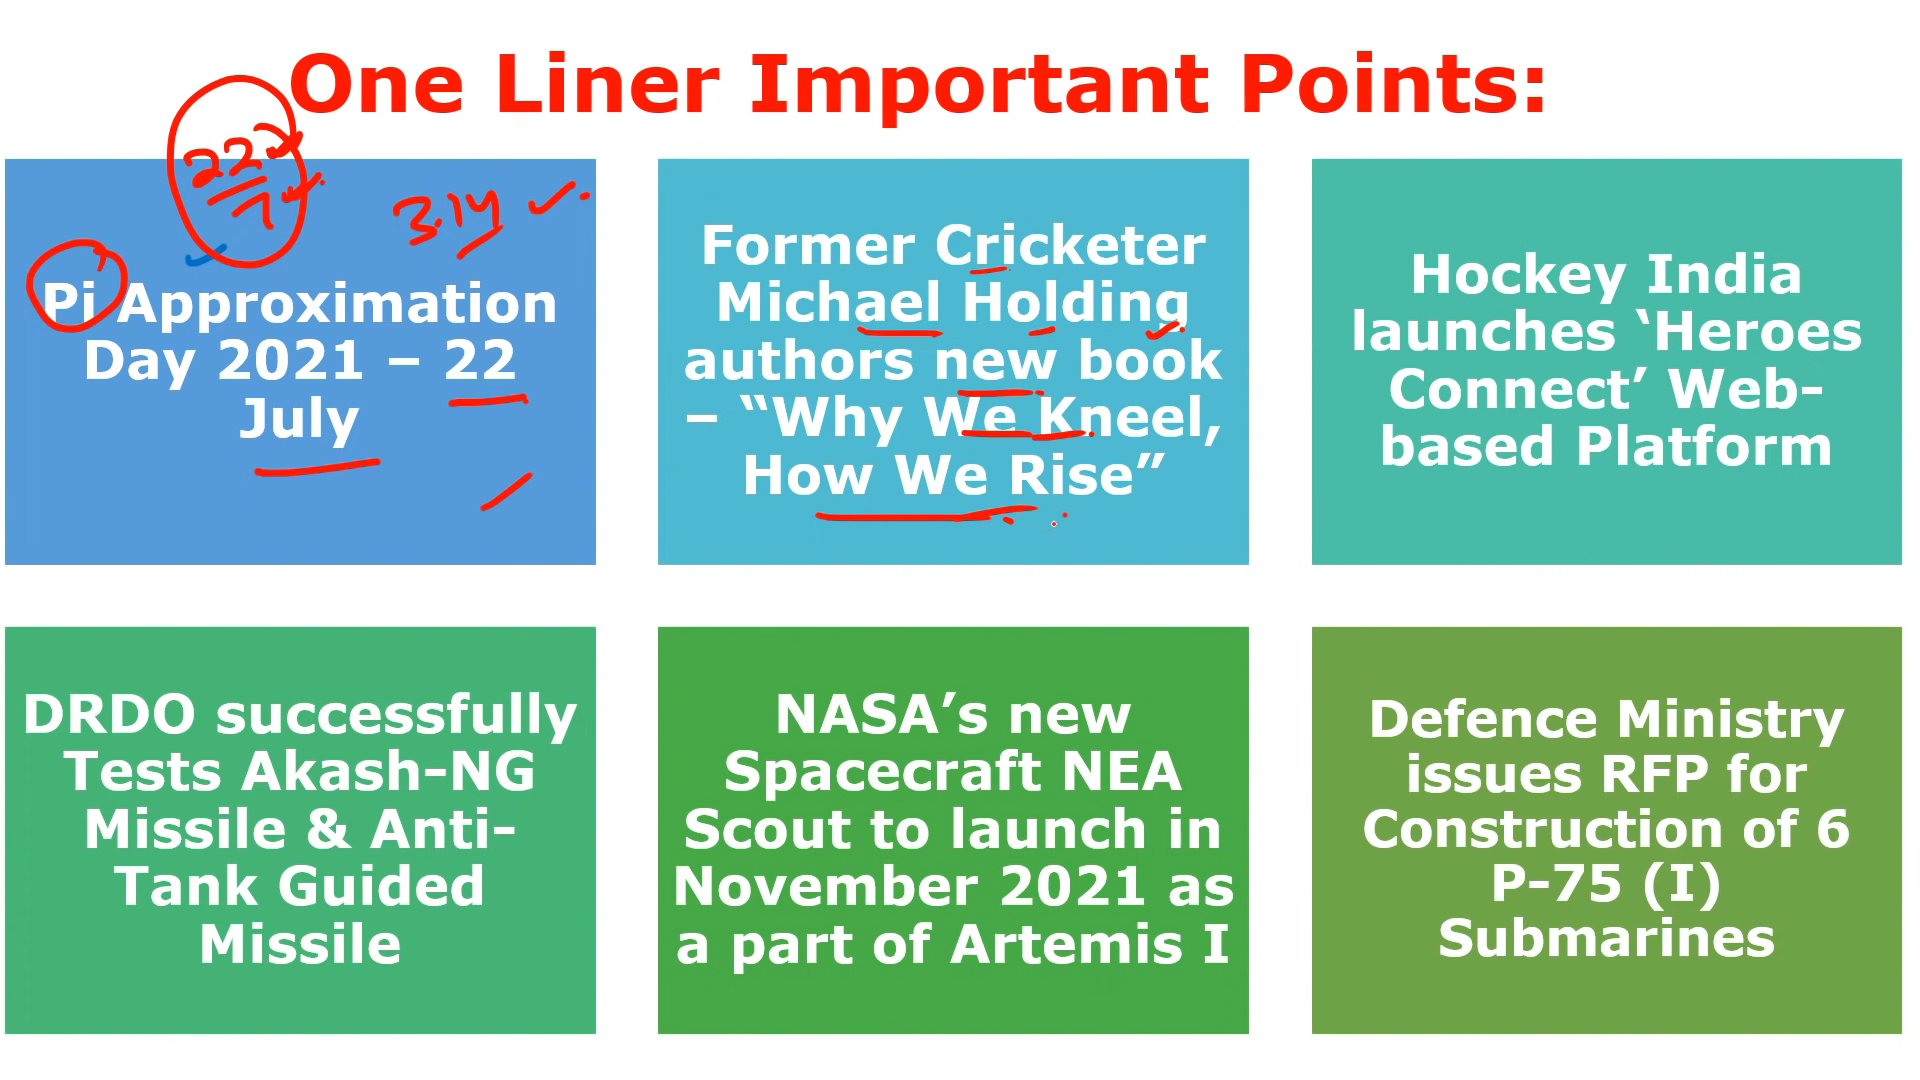 One Liner Important Points:
22
7
3.14
Pi Approximation
Day 2021 – 22
July
Former Cricketer
Michael Holding
authors new book
– “Why We Kneel,
How We Rise”
Hockey India
launches ‘Heroes
Connect’ Web-
based Platform
DRDO successfully
Tests Akash-NG
Missile & Anti-
Tank Guided
Missile
NASA’s new
Spacecraft NEA
Scout to launch in
November 2021 as
a part of Artemis I
Defence Ministry
issues RFP for
Construction of 6
P-75 (I)
Submarines